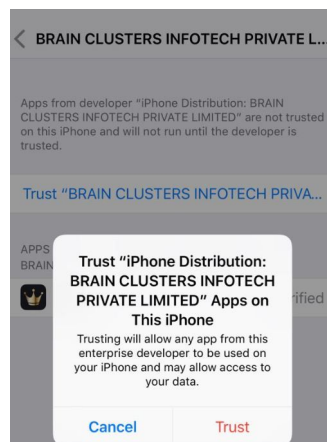 BRAIN CLUSTERS INFOTECH PRIVATE L...
Apps from developer “iPhone Distribution: BRAIN
CLUSTERS INFOTECH PRIVATE LIMITED” are not trusted
on this iPhone and will not run until the developer is
trusted.
Trust “BRAIN CLUSTERS INFOTECH PRIVA...
APPS
BRAIN
Trust “iPhone Distribution:
BRAIN CLUSTERS INFOTECH
PRIVATE LIMITED” Apps on
This iPhone
Trusting will allow any app from this
enterprise developer to be used on
your iPhone and may allow access to
your data.
Cancel Trust